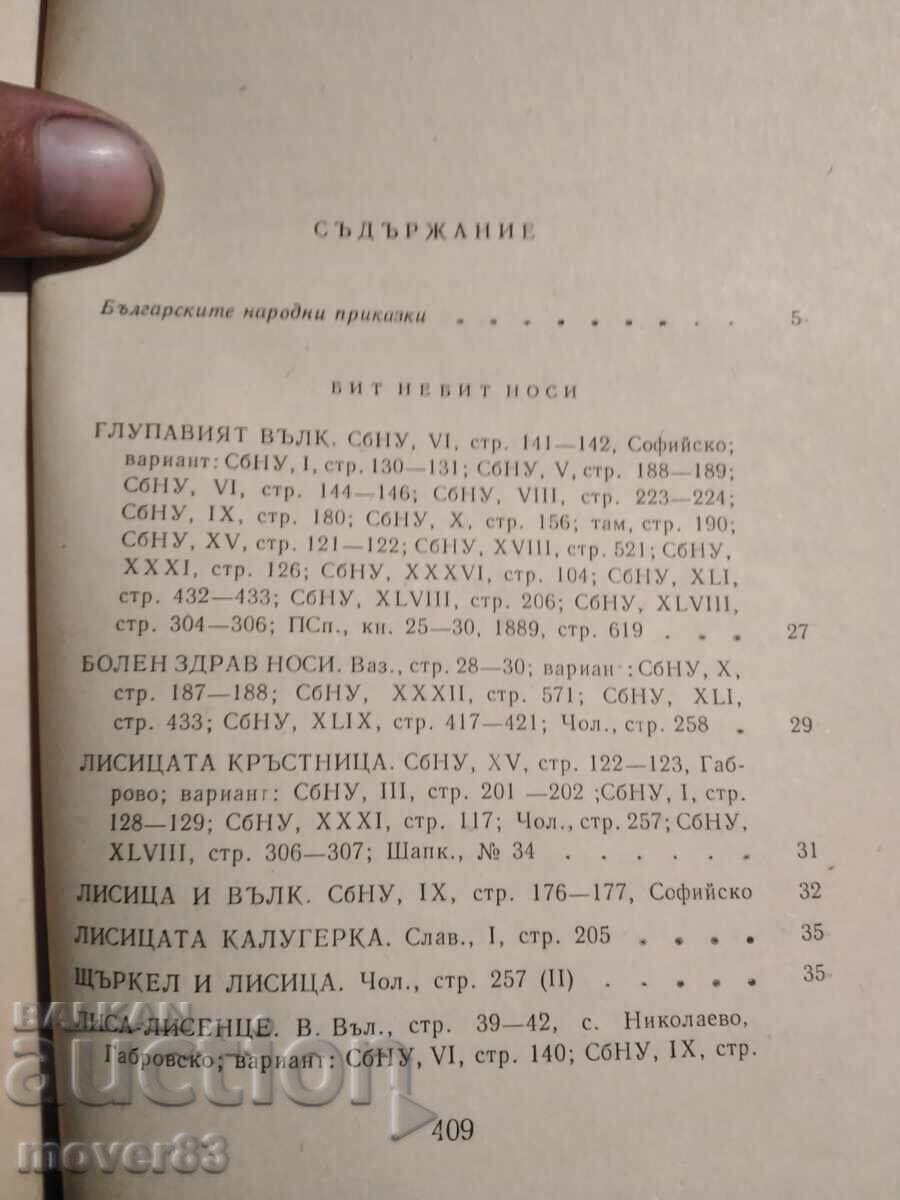 СЪДЪРЖАНИЕ
Българските народни приказки . . . . . . . . . 5
БИТ НЕБИТ НОСИ
ГЛУПАВИЯТ ВЪЛК. СбНУ, VI, стр. 141—142, Софийско;
вариант: СбНУ, I, стр. 130—131; СбНУ, V, стр. 188—189;
СбНУ, VI, стр. 144—146; СбНУ, VIII, стр. 223—224;
СбНУ, IX, стр. 180; СбНУ, X, стр. 156; там, стр. 190;
СбНУ, XV, стр. 121—122; СбНУ, XVIII, стр. 521; СбНУ,
XXXI, стр. 126; СбНУ, XXXVI, стр. 104; СбНУ, XLI,
стр. 432—433; СбНУ, XLVIII, стр. 206; СбНУ, XLVIII,
стр. 304—306; ПСп., кн. 25—30, 1889, стр. 619 . . . 27
БОЛЕН ЗДРАВ НОСИ. Ваз., стр. 28—30; вариант: СбНУ, X,
стр. 187—188; СбНУ, XXXII, стр. 571; СбНУ, XLI,
стр. 433; СбНУ, XLIX, стр. 417—421; Чол., стр. 258 . 29
ЛИСИЦАТА КРЪСТНИЦА. СбНУ, XV, стр. 122—123, Габ-
рово; вариант: СбНУ, III, стр. 201 —202 ;СбНУ, I, стр.
128—129; СбНУ, XXXI, стр. 117; Чол., стр. 257; СбНУ,
XLVIII, стр. 306—307; Шапк., № 34 . . . . . . 31
ЛИСИЦА И ВЪЛК. СбНУ, IX, стр. 176—177, Софийско 32
ЛИСИЦАТА КАЛУГЕРКА. Слав., I, стр. 205 . . . . 35
ЩЪРКЕЛ И ЛИСИЦА. Чол., стр. 257 (II) . . . . . 35
ЛИСА-ЛИСЕНЦЕ. В. Въл., стр. 39—42, с. Николаево,
Габровско; вариант: СбНУ, VI, стр. 140; СбНУ, IX, стр.
409
BALKAN
auction
mover83